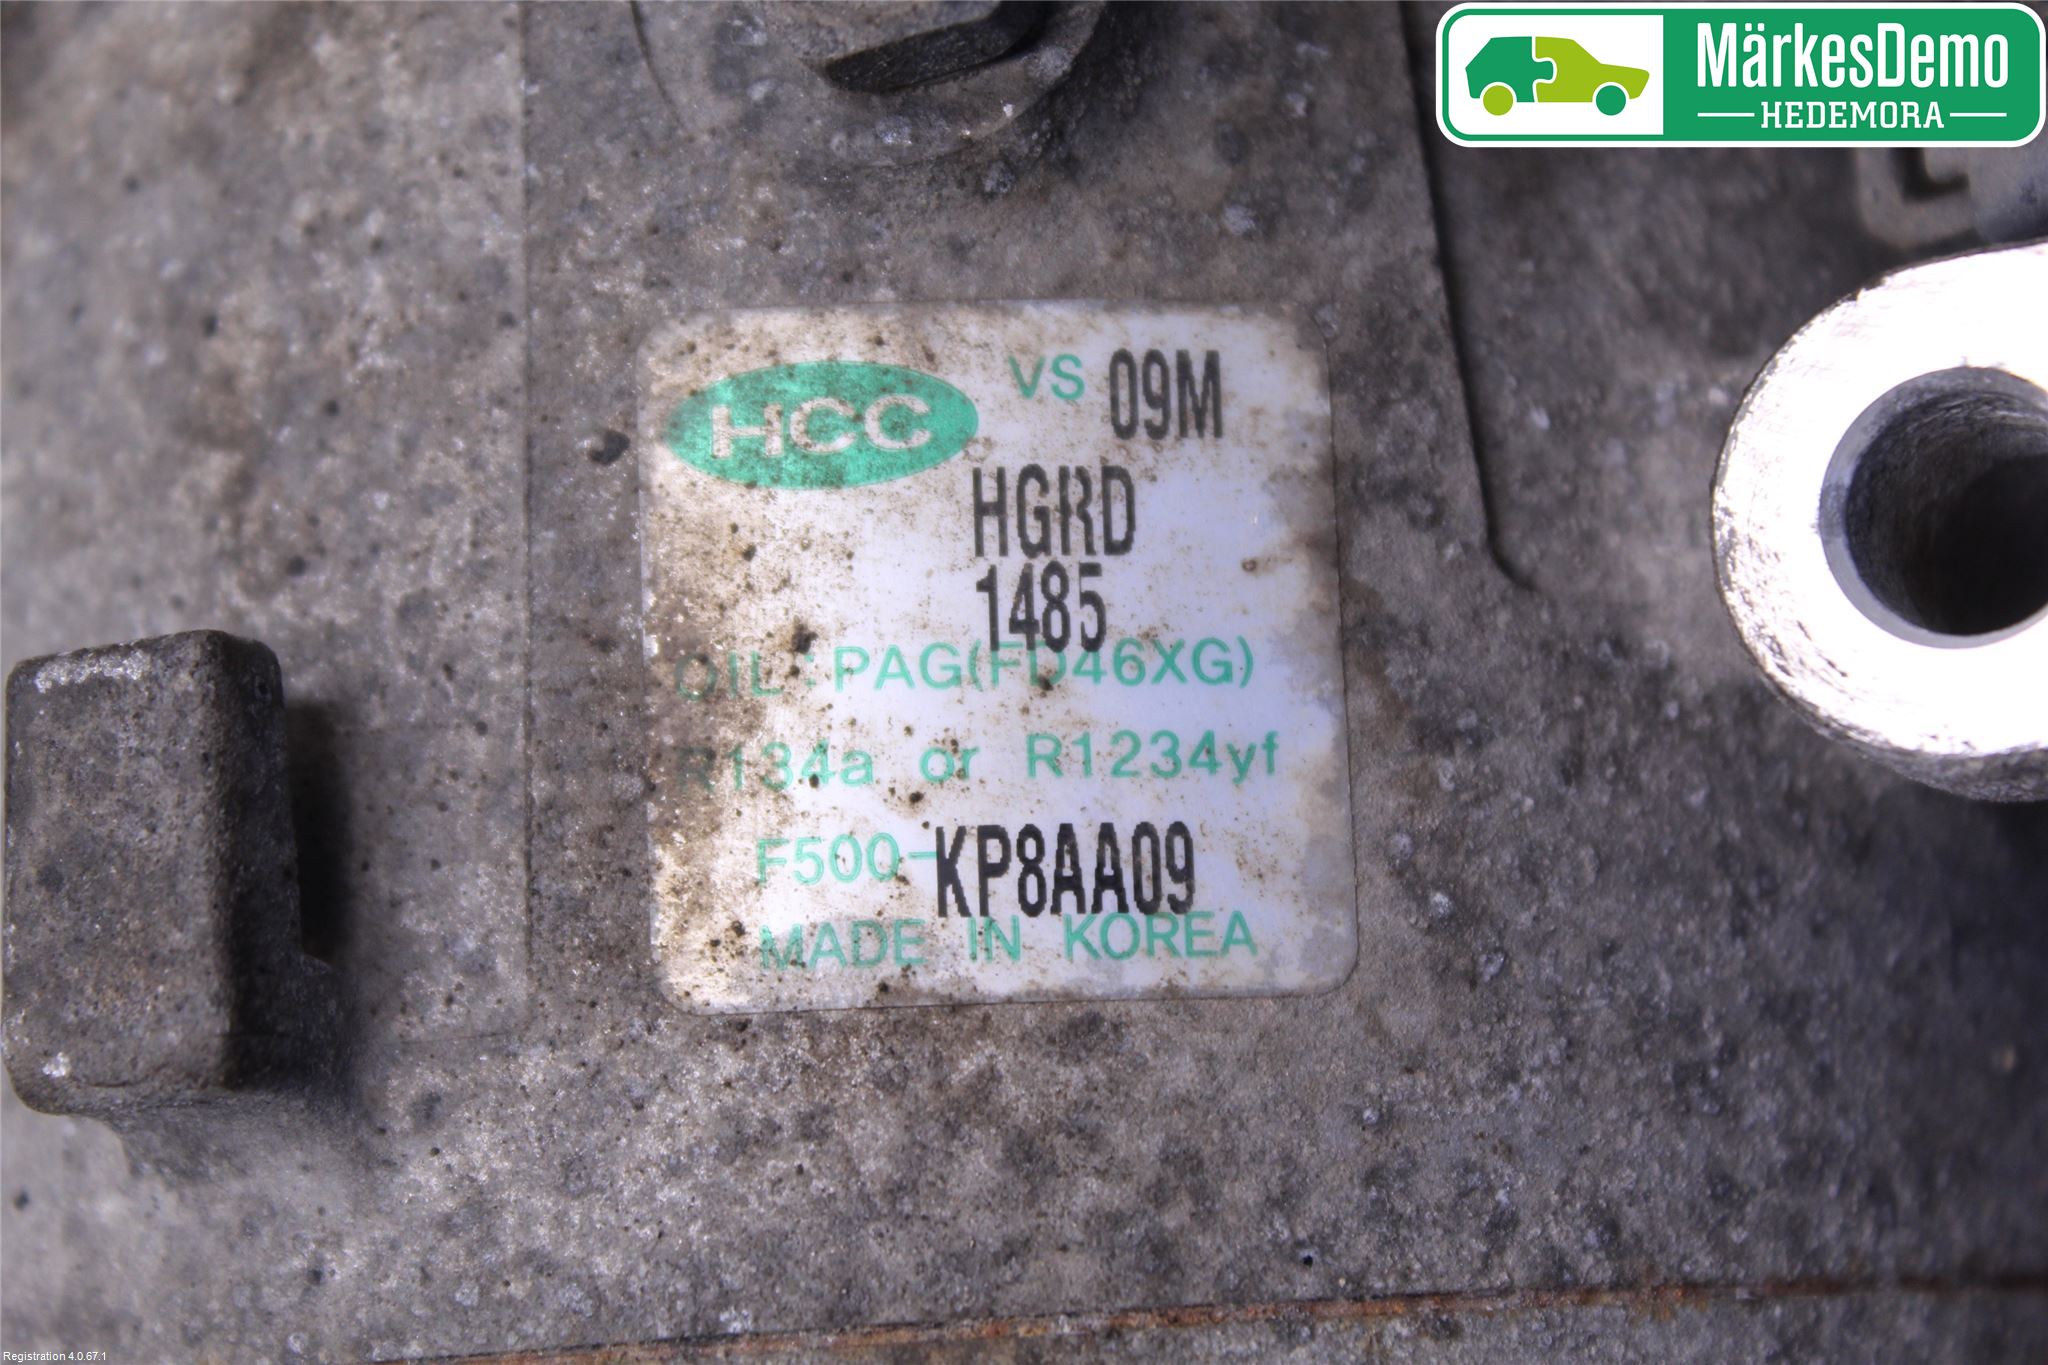 MärkesDemo
HEDEMORA
HCC
VS 09M
HGRD
1485
OIL : PAG(FD46XG)
R134a or R1234yf
F500-KP8AA09
MADE IN KOREA
Registration 4.0.67.1